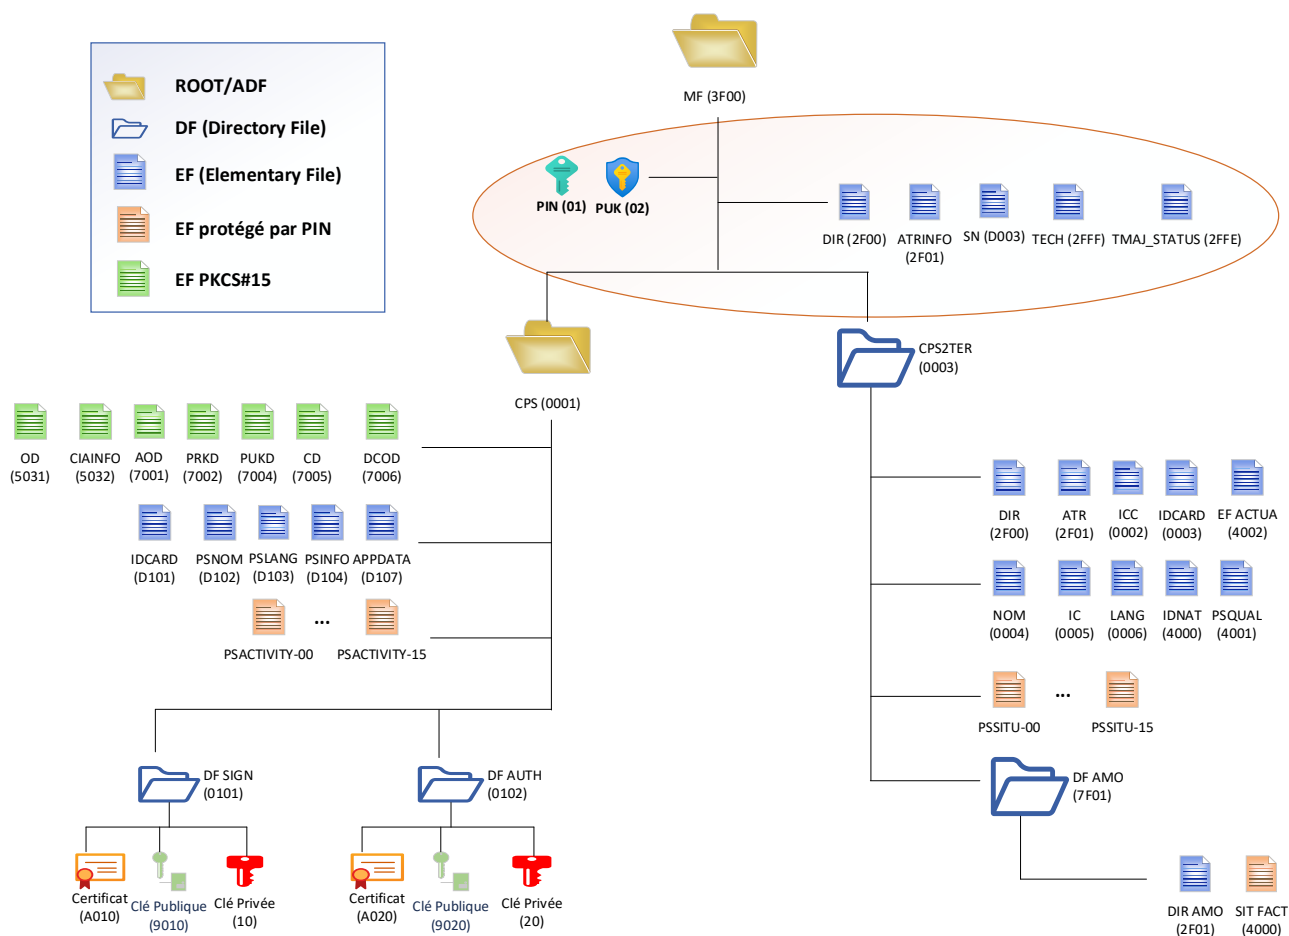 ROOT/ADF
DF (Directory File)
EF (Elementary File)
EF protégé par PIN
EF PKCS#15
MF (3F00)
PIN (01)
PUK (02)
DIR (2F00)
ATRINFO
(2F01)
SN (D003)
TECH (2FFF)
TMAJ_STATUS (2FFE)
CPS (0001)
CPS2TER
(0003)
OD
(5031)
CIAINFO
(5032)
AOD
(7001)
PRKD
(7002)
PUKD
(7004)
CD
(7005)
DCOD
(7006)
IDCARD
(D101)
PSNOM
(D102)
PSLANG
(D103)
PSINFO
(D104)
APPDATA
(D107)
PSACTIVITY-00
...
PSACTIVITY-15
DF SIGN
(0101)
DF AUTH
(0102)
Certificat
(A010)
Clé Publique
(9010)
Clé Privée
(10)
Certificat
(A020)
Clé Publique
(9020)
Clé Privée
(20)
DIR
(2F00)
ATR
(2F01)
ICC
(0002)
IDCARD
(0003)
EF ACTUA
(4002)
NOM
(0004)
IC
(0005)
LANG
(0006)
IDNAT
(4000)
PSQUAL
(4001)
PSSITU-00
...
PSSITU-15
DF AMO
(7F01)
DIR AMO
(2F01)
SIT FACT
(4000)